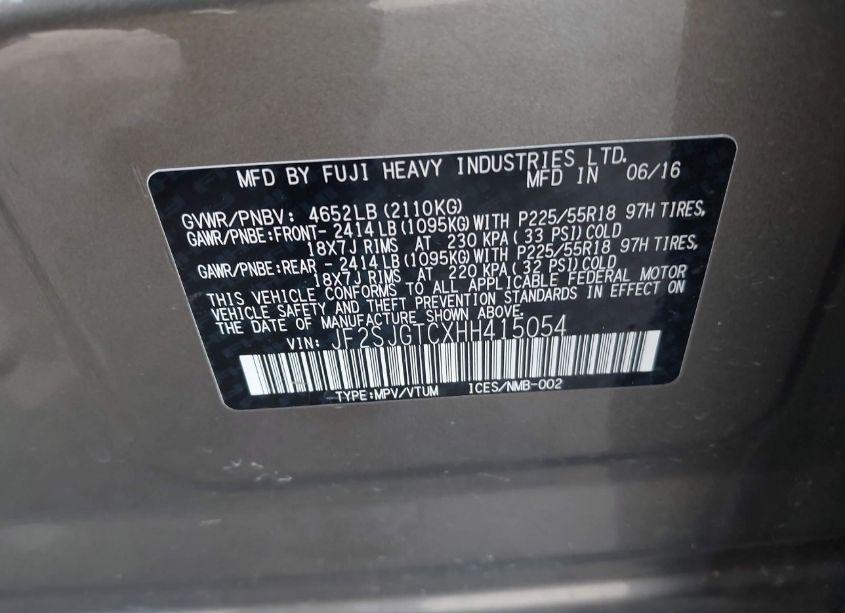 MFD BY FUJI HEAVY INDUSTRIES LTD.
MFD IN 06/16
GVWR/PNBV: 4652LB(2110KG)
GAWR/PNBE:FRONT- 2414LB(1095KG)WITH P225/55R18 97H TIRES,
18X7J RIMS AT 230 KPA(33 PSI)COLD
GAWR/PNBE:REAR - 2414LB(1095KG)WITH P225/55R18 97H TIRES,
18X7J RIMS AT 220 KPA(32 PSI)COLD
THIS VEHICLE CONFORMS TO ALL APPLICABLE FEDERAL MOTOR
VEHICLE SAFETY AND THEFT PREVENTION STANDARDS IN EFFECT ON
THE DATE OF MANUFACTURE SHOWN ABOVE.
VIN: JF2SJGTCXHH415054
TYPE:MPV/VTUM ICES/NMB-002